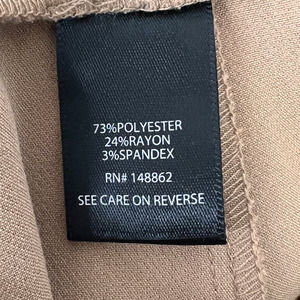 73%POLYESTER
24%RAYON
3%SPANDEX
RN# 148862
SEE CARE ON REVERSE